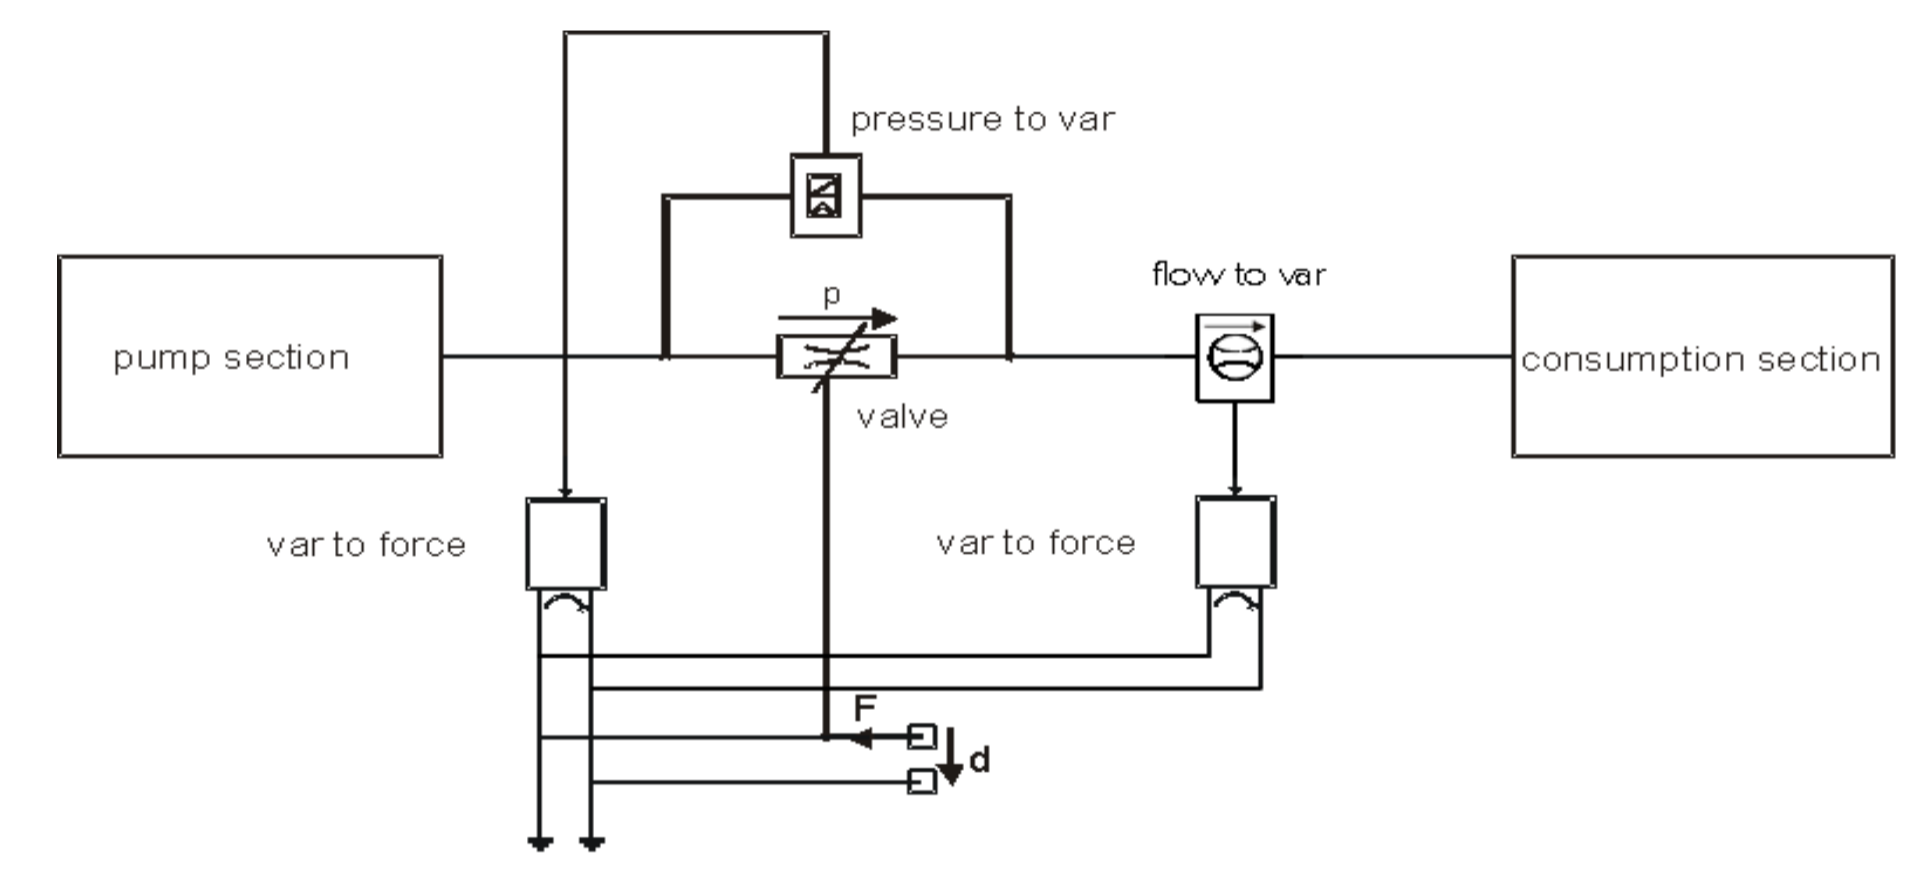 pressure to var
flow to var
p
pump section
consumption section
valve
var to force
var to force
F
d